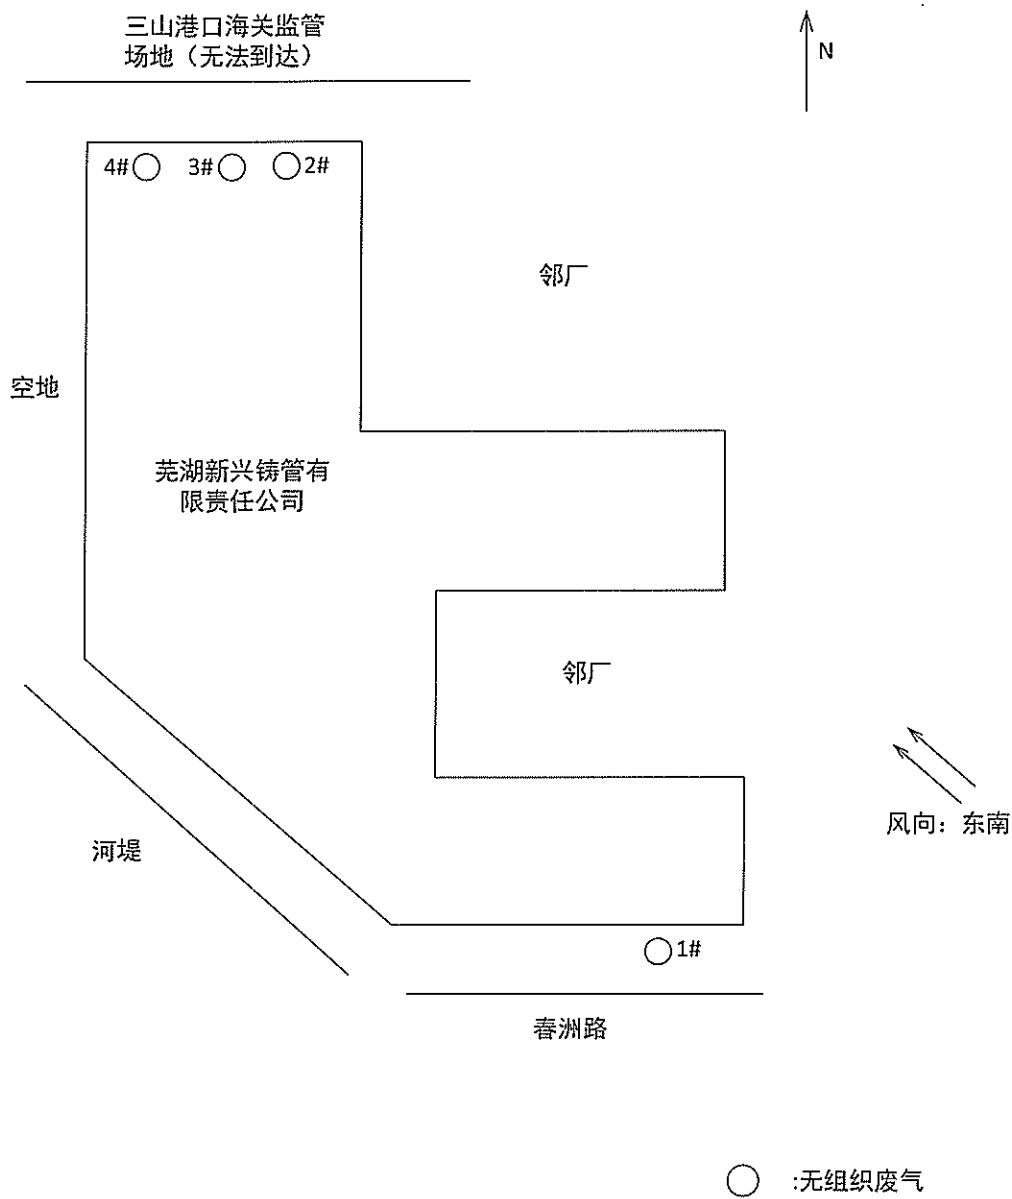 三山港口海关监管
场地（无法到达）
N
4#
3#
2#
邻厂
空地
芜湖新兴铸管有
限责任公司
邻厂
风向：东南
河堤
1#
春洲路
:无组织废气